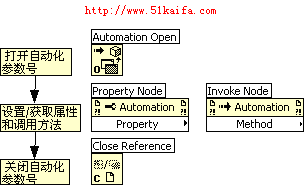 http://www.51kaifa.com
打开自动化
参数号
Automation Open
设置/获取属性
和调用方法
Property Node
Automation
Property
Invoke Node
Automation
Method
关闭自动化
参数号
Close Reference
C